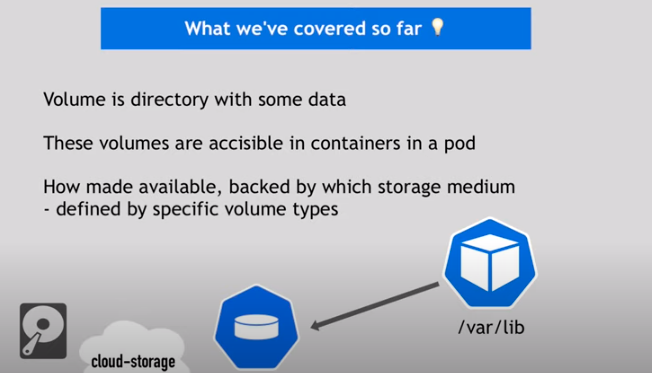 What we've covered so far 💡
Volume is directory with some data
These volumes are accisible in containers in a pod
How made available, backed by which storage medium
- defined by specific volume types
/var/lib
cloud-storage